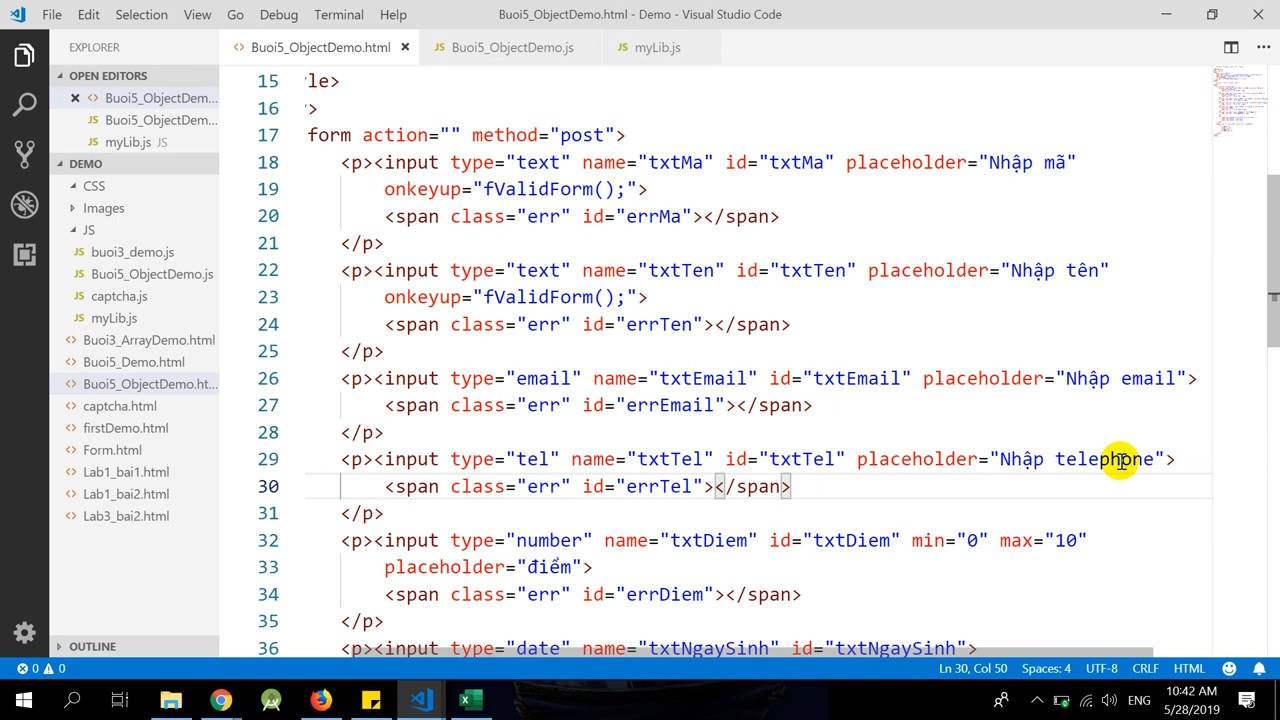 File Edit Selection View Go Debug Terminal Help Buoi5_ObjectDemo.html - Demo - Visual Studio Code
EXPLORER
OPEN EDITORS
Buoi5_ObjectDem...
Buoi5_ObjectDem...
myLib.js JS
DEMO
CSS
Images
JS
buoi3_demo.js
Buoi5_ObjectDemo.js
captcha.js
myLib.js
Buoi3_ArrayDemo.html
Buoi5_Demo.html
Buoi5_ObjectDemo.ht...
captcha.html
firstDemo.html
Form.html
Lab1_bai1.html
Lab1_bai2.html
Lab3_bai2.html
OUTLINE
Buoi5_ObjectDemo.html Buoi5_ObjectDemo.js myLib.js
15 le>
16 >
17 form action="" method="post">
18 <p><input type="text" name="txtMa" id="txtMa" placeholder="Nhập mã"
19 onkeyup="fValidForm();">
20 <span class="err" id="errMa"></span>
21 </p>
22 <p><input type="text" name="txtTen" id="txtTen" placeholder="Nhập tên"
23 onkeyup="fValidForm();">
24 <span class="err" id="errTen"></span>
25 </p>
26 <p><input type="email" name="txtEmail" id="txtEmail" placeholder="Nhập email">
27 <span class="err" id="errEmail"></span>
28 </p>
29 <p><input type="tel" name="txtTel" id="txtTel" placeholder="Nhập telephone">
30 <span class="err" id="errTel"></span>
31 </p>
32 <p><input type="number" name="txtDiem" id="txtDiem" min="0" max="10"
33 placeholder="điểm">
34 <span class="err" id="errDiem"></span>
35 </p>
36 <p><input type="date" name="txtNgaySinh" id="txtNgaySinh">
0 0 Ln 30, Col 50 Spaces: 4 UTF-8 CRLF HTML
ENG 10:42 AM
5/28/2019